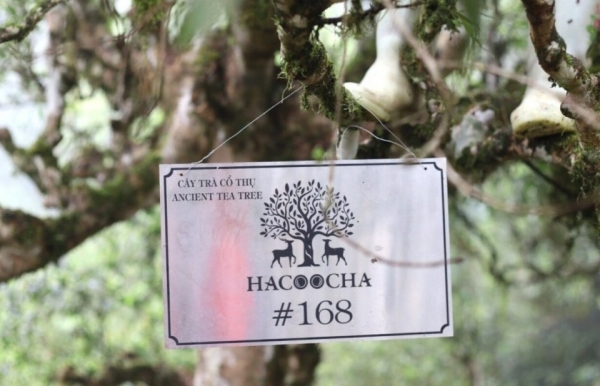 CÂY TRÀ CỔ THỤ
ANCIENT TEA TREE
HACOOCHA
#168